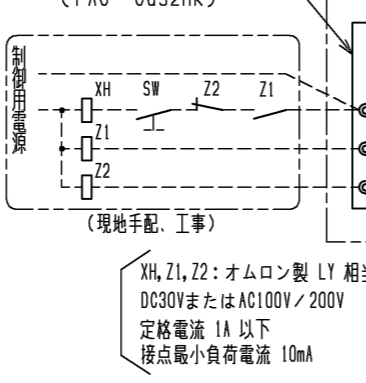 制御用電源
XH SW Z2 Z1
Z1
Z2
(現地手配、工事)
XH,Z1,Z2:オムロン製 LY 相当
DC30VまたはAC100V/200V
定格電流 1A 以下
接点最小負荷電流 10mA